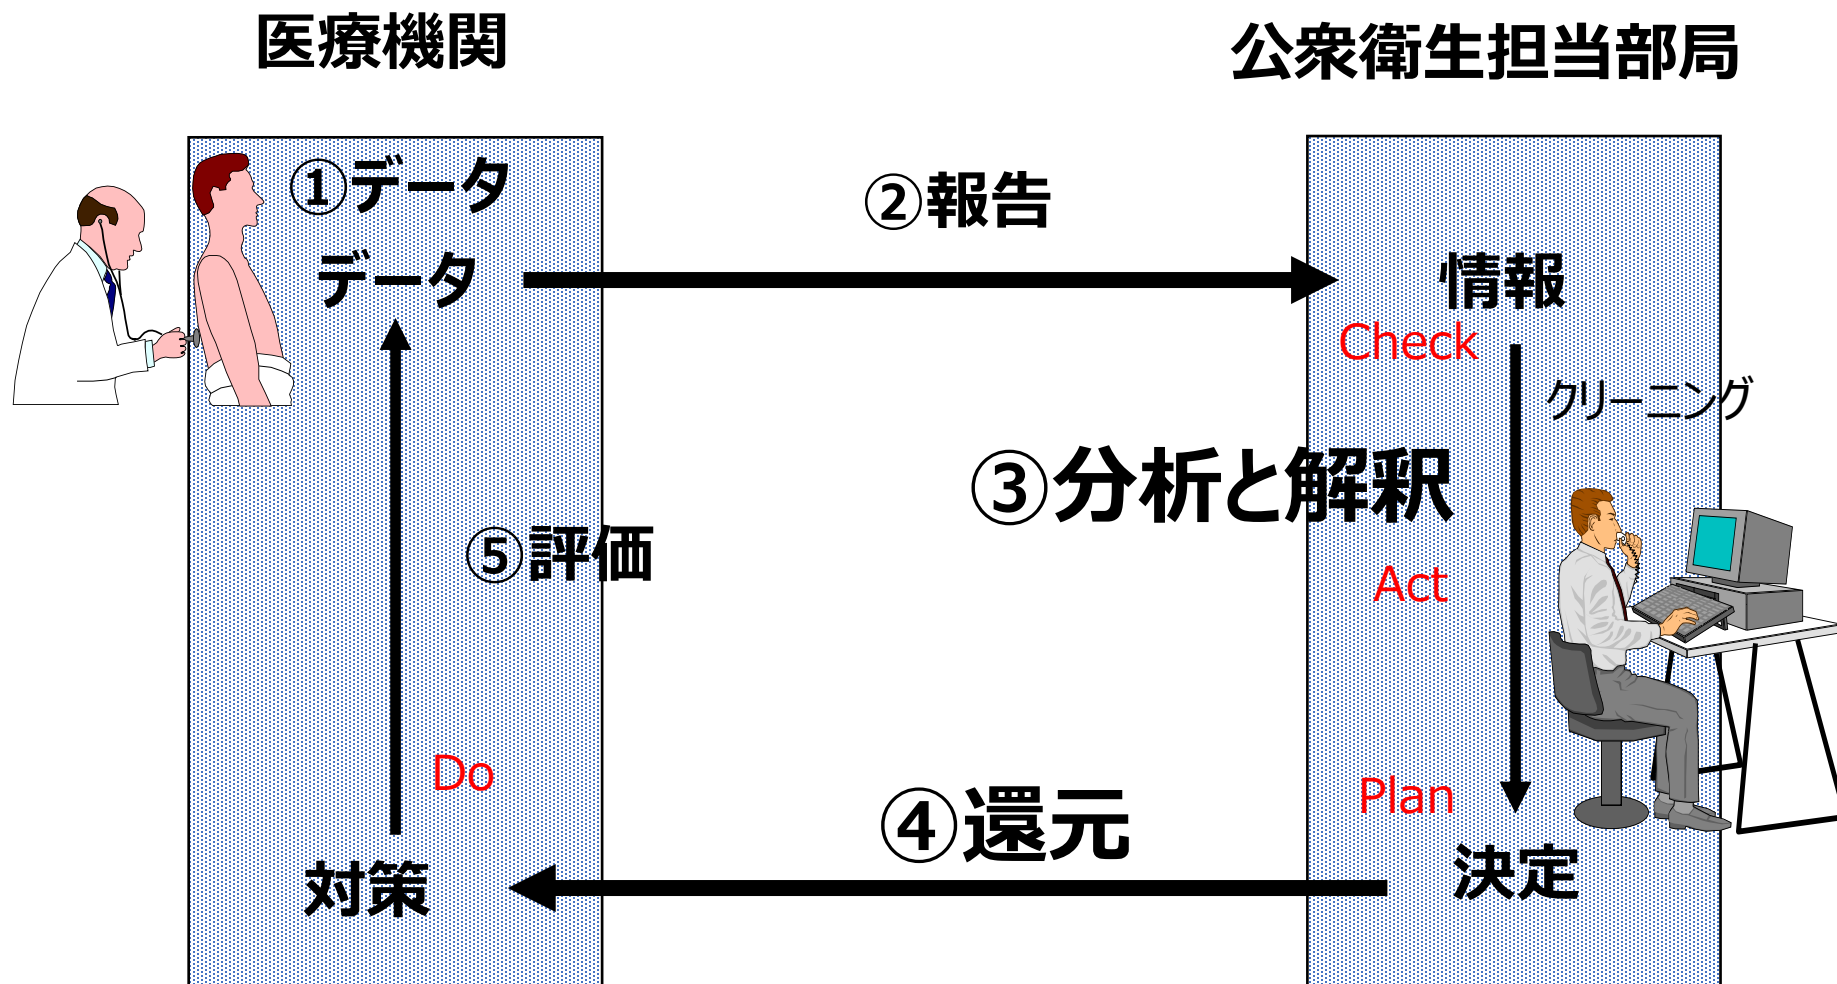 医療機関
公衆衛生担当部局
①データ
②報告
データ
情報
Check
クリーニング
③分析と解釈
⑤評価
Act
Do
Plan
④還元
対策
決定